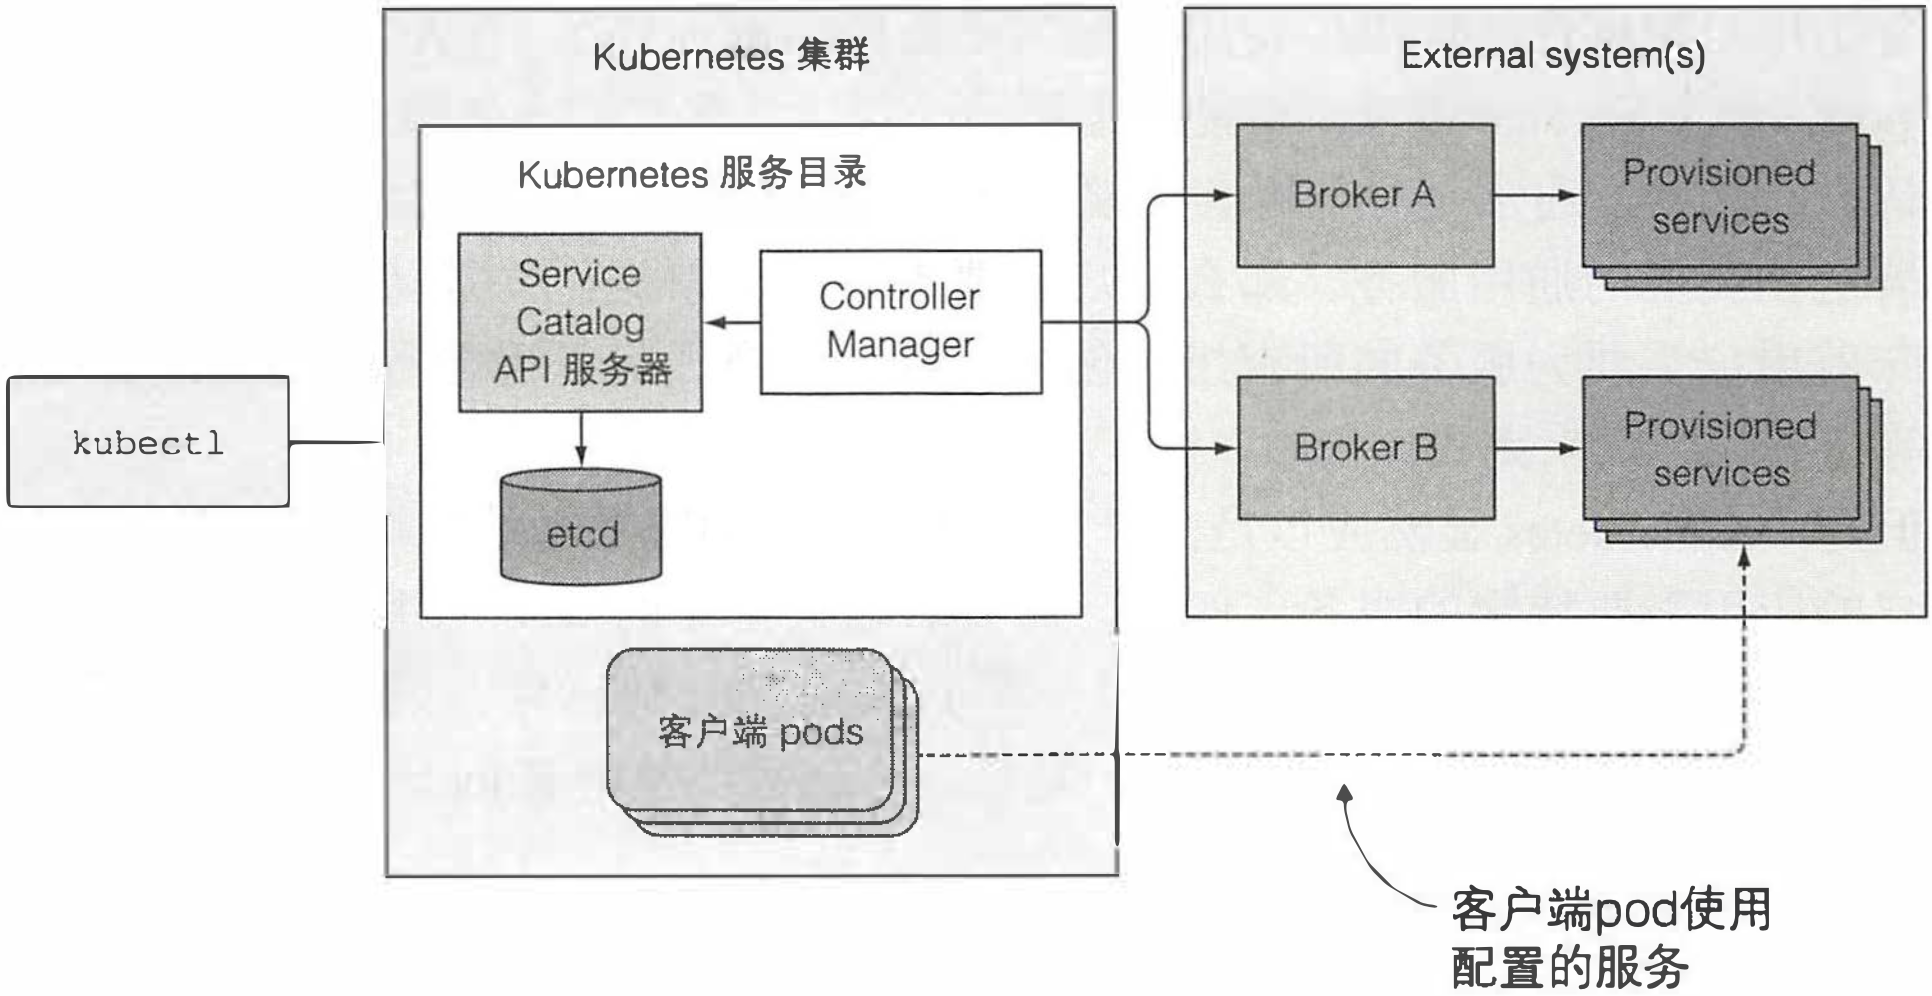 Kubernetes 集群
External system(s)
Kubernetes 服务目录
Service
Catalog
API 服务器
Controller
Manager
etcd
kubectl
Broker A
Provisioned
services
Broker B
Provisioned
services
客户端 pods
客户端pod使用
配置的服务